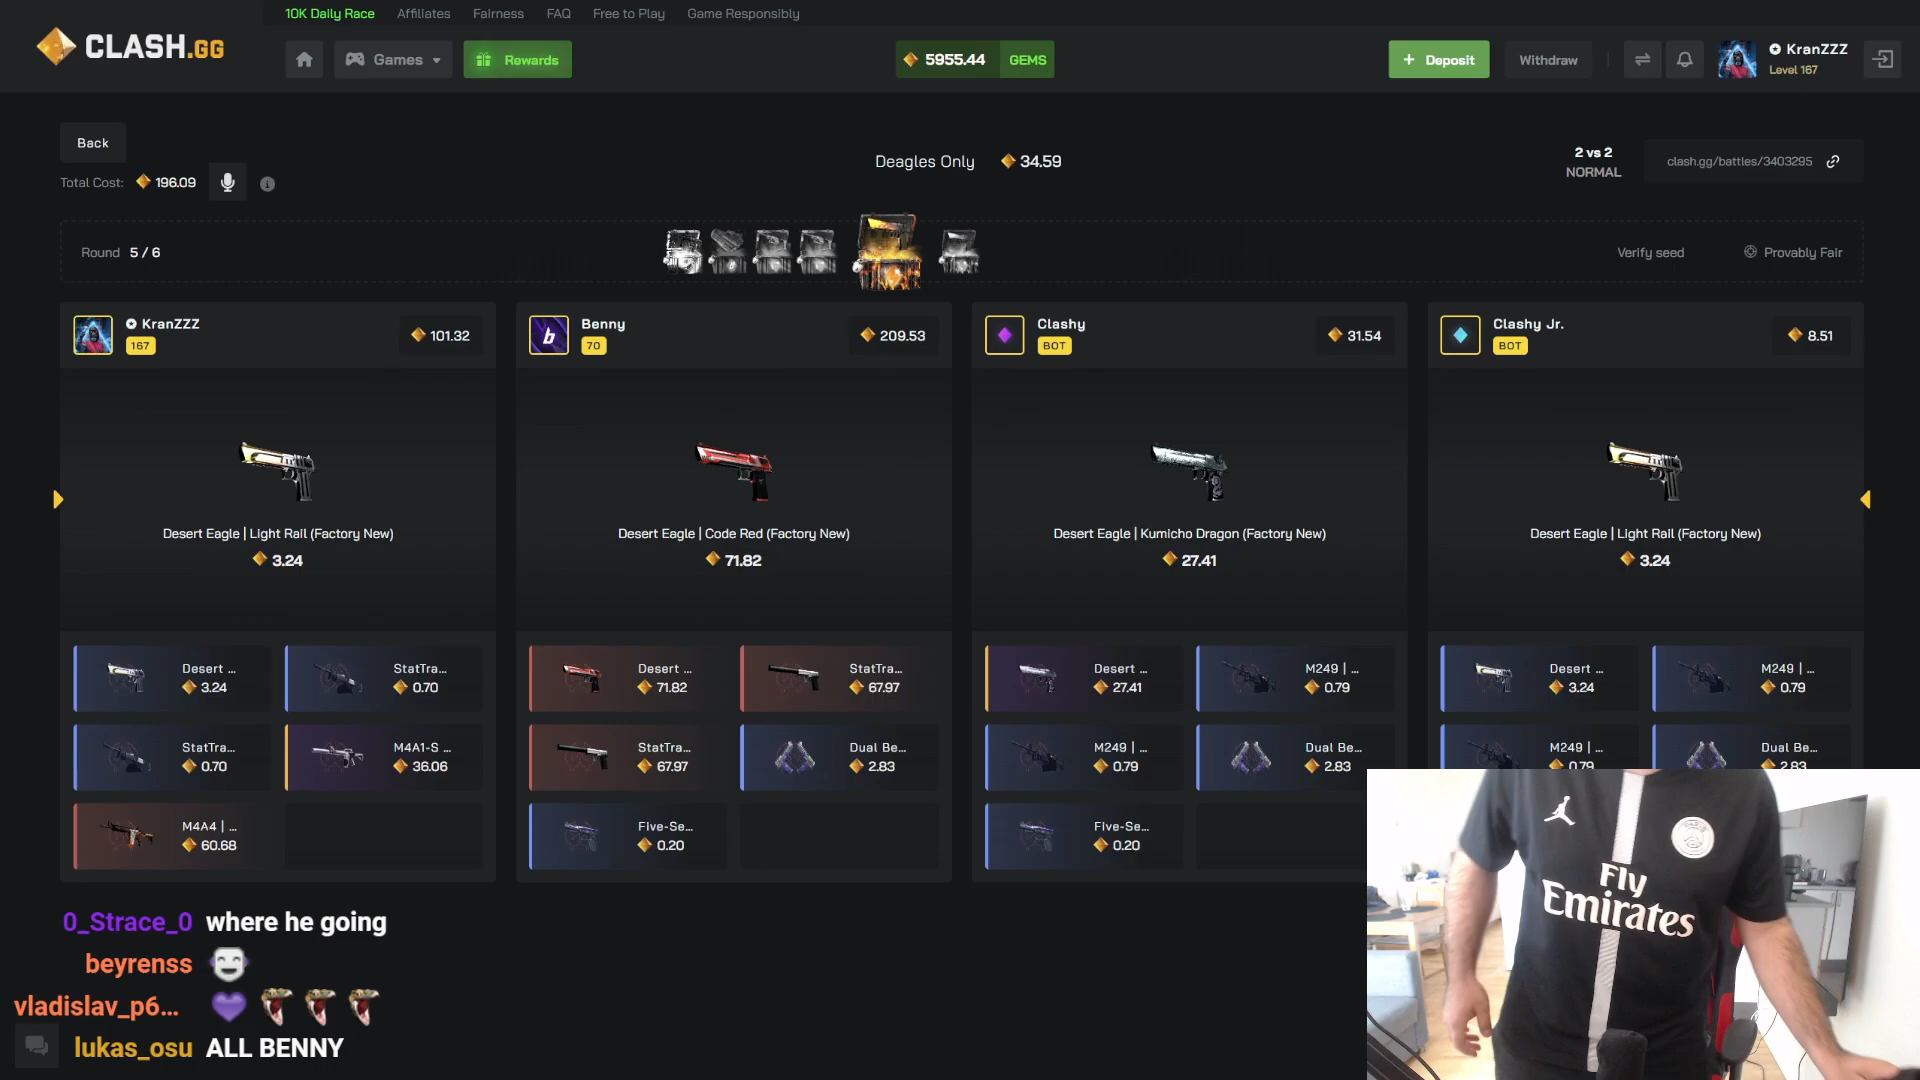 10K Daily Race Affiliates Fairness FAQ Free to Play Game Responsibly
CLASH.GG
Games Rewards
5955.44 GEMS
+ Deposit Withdraw
KranZZZ
Level 167
Back
Total Cost: 196.09
Deagles Only 34.59
2 vs 2
NORMAL
clash.gg/battles/3403295
Round 5 / 6
Verify seed Provably Fair
KranZZZ
167
101.32
Desert Eagle | Light Rail (Factory New)
3.24
Desert ...
3.24
StatTra...
0.70
StatTra...
0.70
M4A1-S ...
36.06
M4A4 | ...
60.68
Benny
70
209.53
Desert Eagle | Code Red (Factory New)
71.82
Desert ...
71.82
StatTra...
67.97
StatTra...
67.97
Dual Be...
2.83
Five-Se...
0.20
Clashy
BOT
31.54
Desert Eagle | Kumicho Dragon (Factory New)
27.41
Desert ...
27.41
M249 | ...
0.79
M249 | ...
0.79
Dual Be...
2.83
Five-Se...
0.20
Clashy Jr.
BOT
8.51
Desert Eagle | Light Rail (Factory New)
3.24
Desert ...
3.24
M249 | ...
0.79
M249 | ...
0.79
Dual Be...
2.83
0_Strace_0 where he going
beyrenss
vladislav_p6...
lukas_osu ALL BENNY
Fly
Emirates